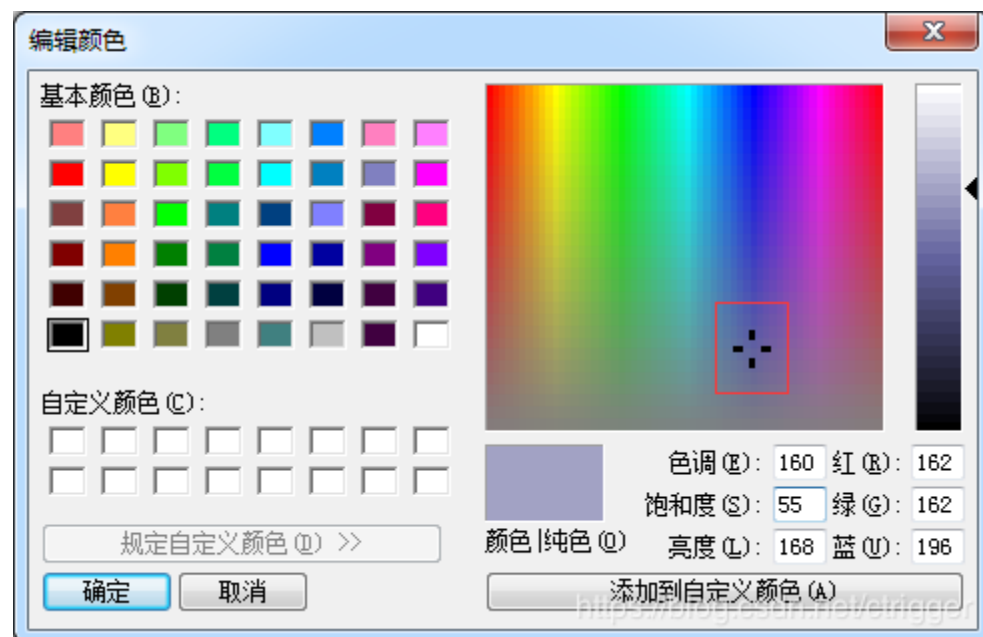 编辑颜色
基本颜色(B):
自定义颜色(C):
规定自定义颜色(D) >>
确定 取消
颜色|纯色(O)
色调(E): 160 红(R): 162
饱和度(S): 55 绿(G): 162
亮度(L): 168 蓝(U): 196
添加到自定义颜色(A)
https://blog.csdn.net/ctrigger